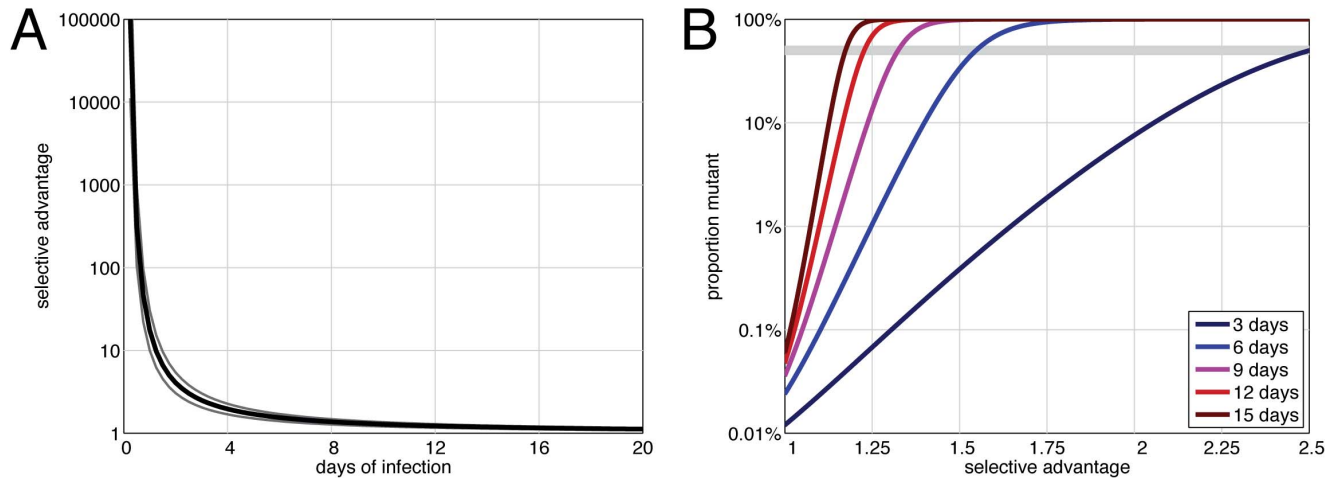 A
selective advantage
100000
10000
1000
100
10
1
0
4
8
12
16
20
days of infection
B
proportion mutant
100%
10%
1%
0.1%
0.01%
1
1.25
1.5
1.75
2
2.25
2.5
selective advantage
3 days
6 days
9 days
12 days
15 days